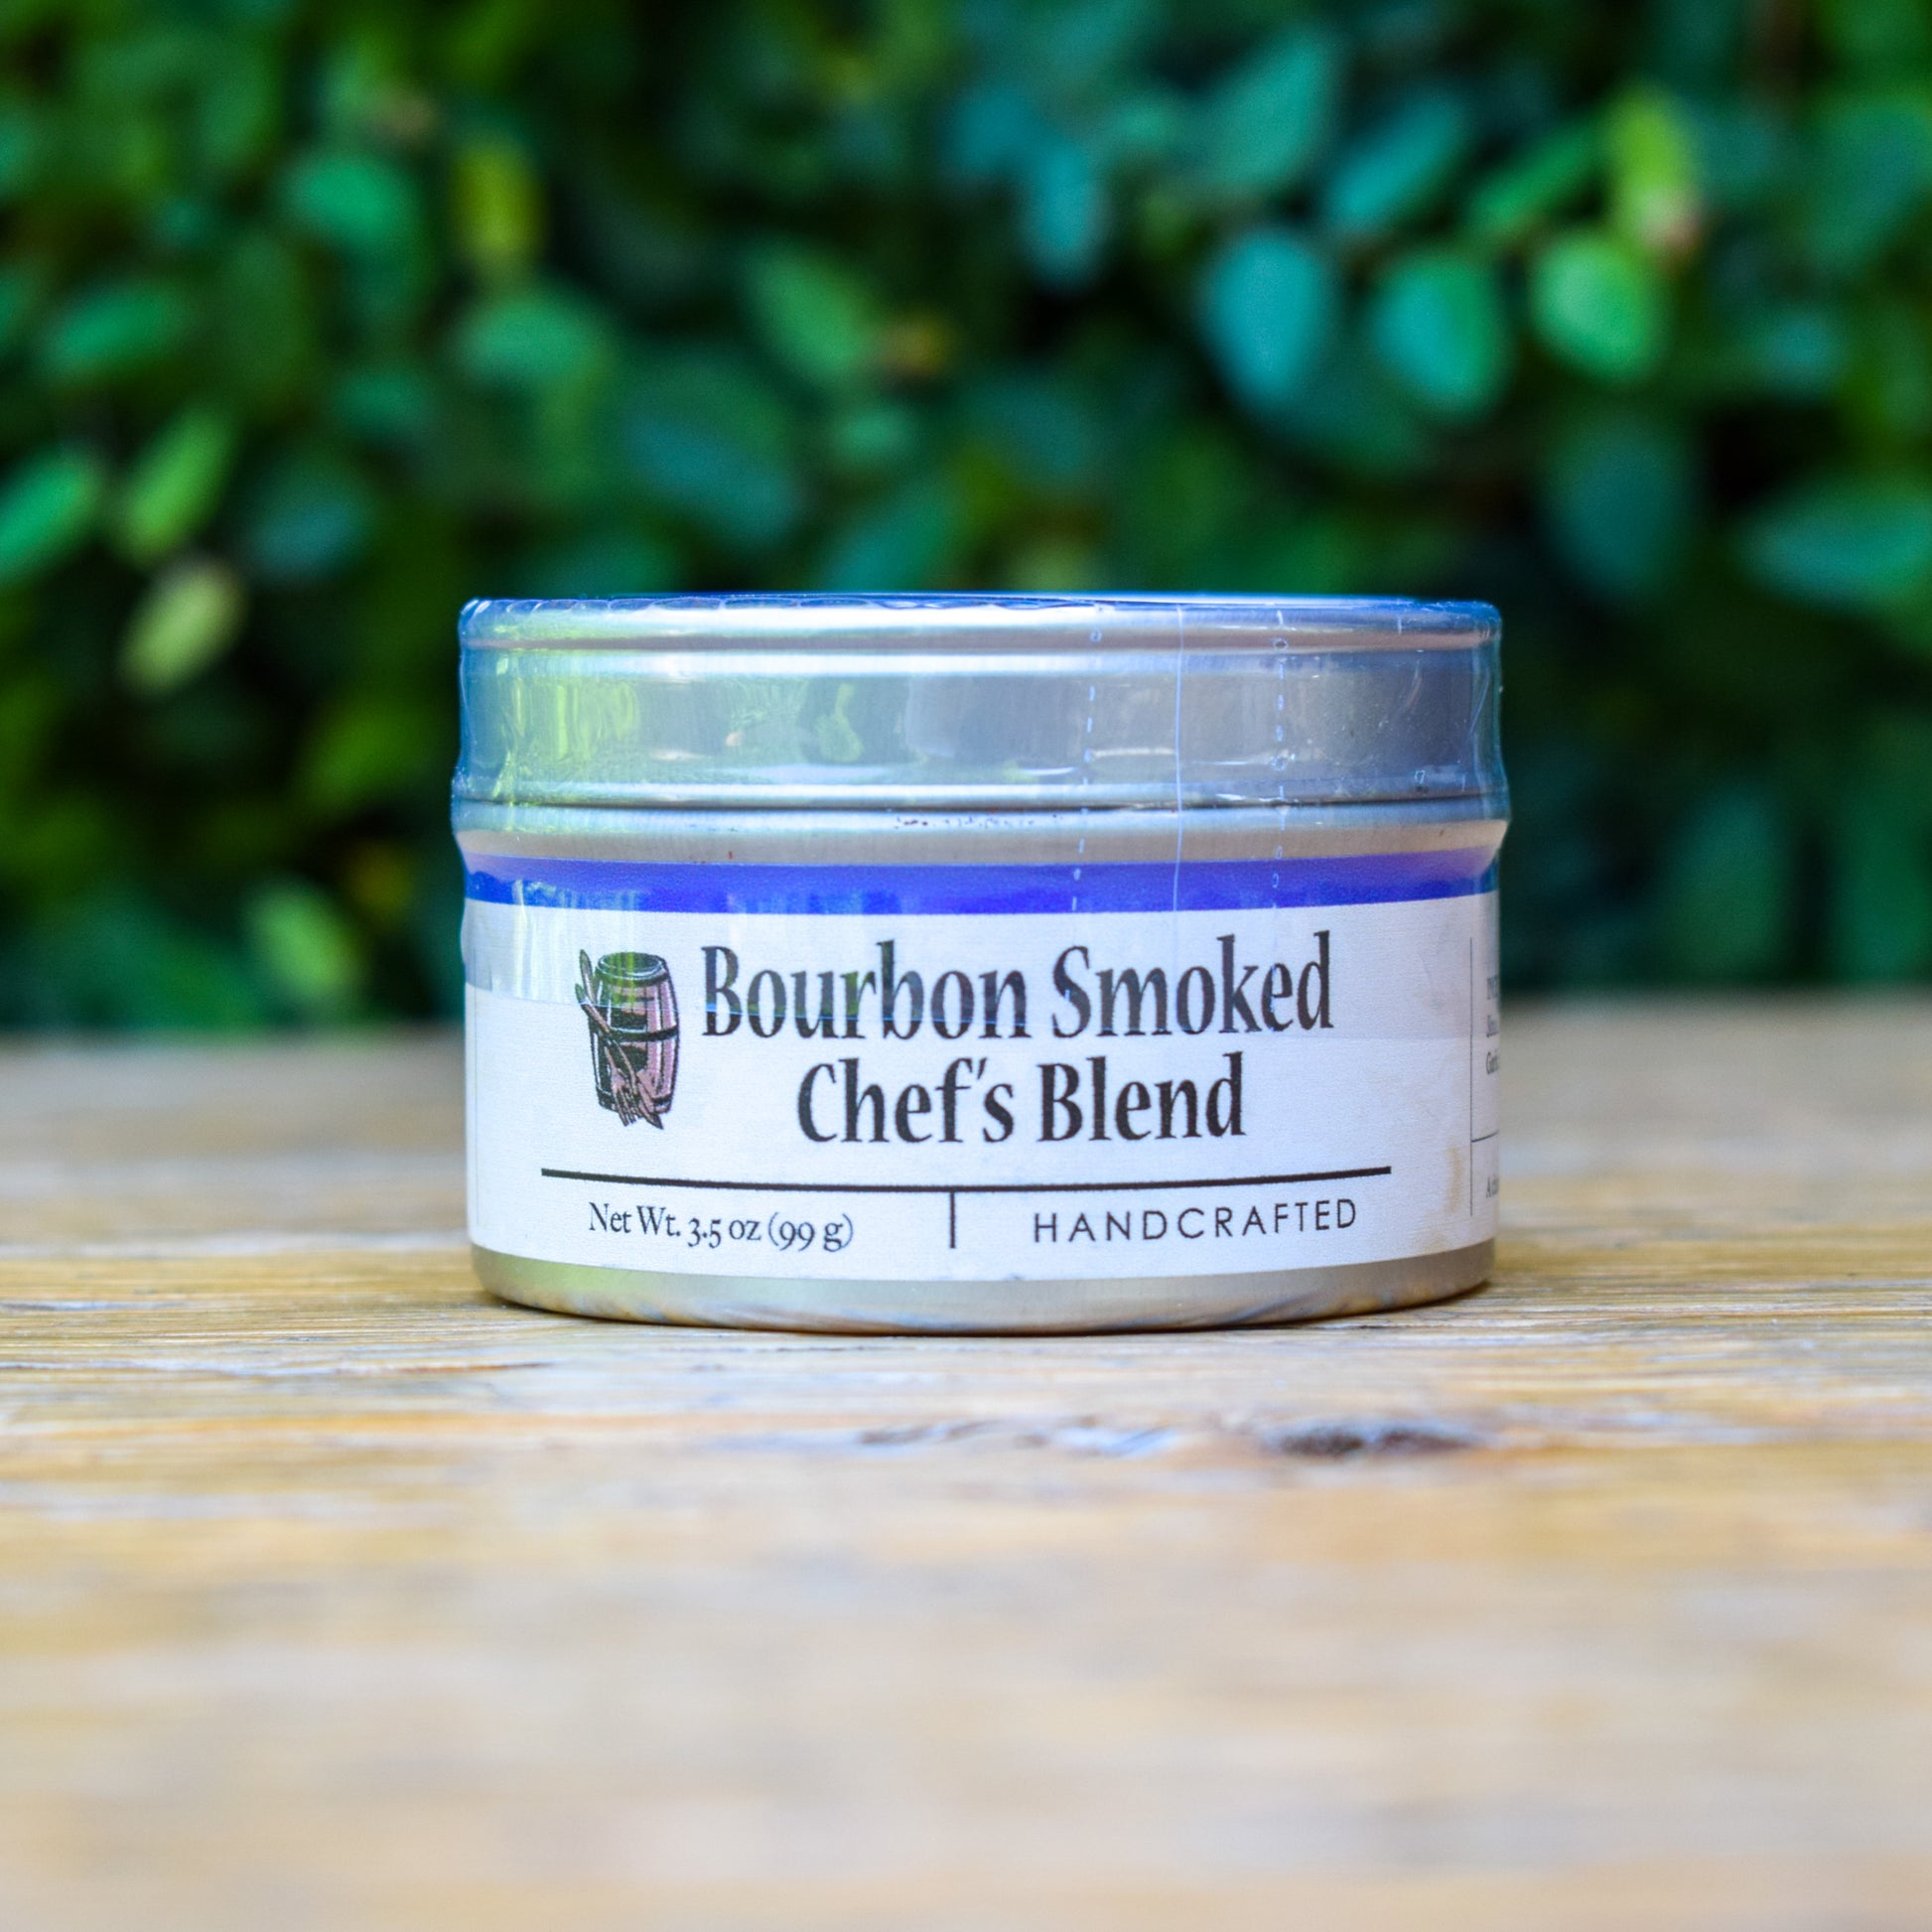 Bourbon Smoked
Chef's Blend
Net Wt. 3.5 oz (99 g)
HANDCRAFTED